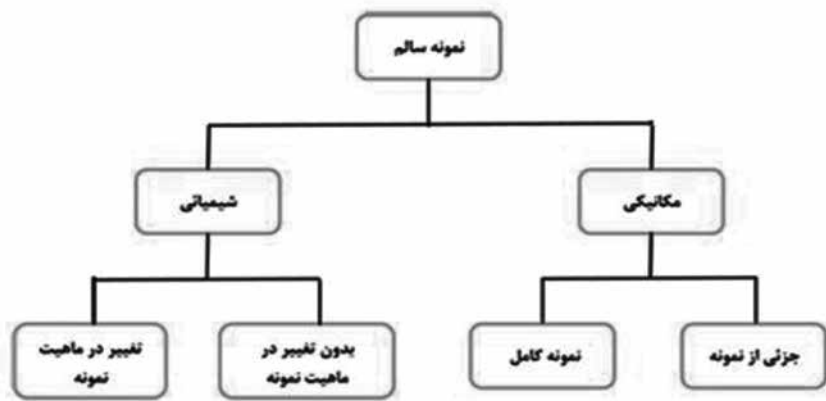 نمونه سالم
مکانیکی
شیمیائی
جزئی از نمونه
نمونه کامل
بدون تغییر در
ماهیت نمونه
تغییر در ماهیت
نمونه